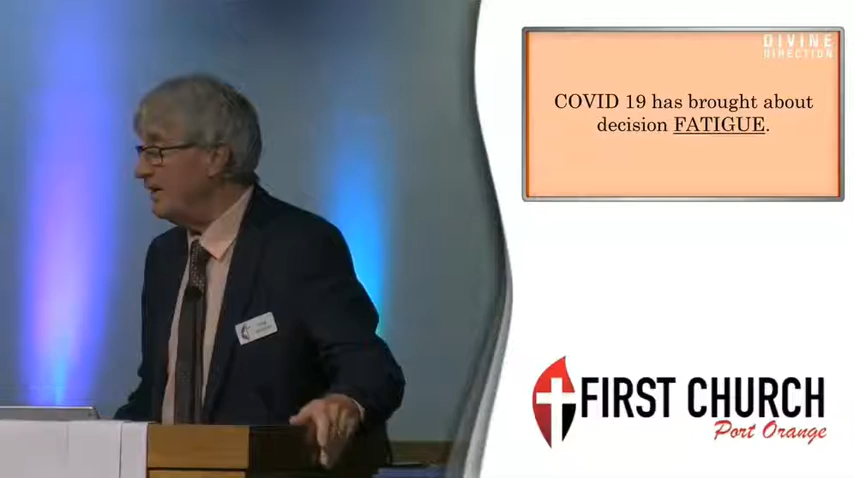 DIVINE
DIRECTION
COVID 19 has brought about
decision FATIGUE.
FIRST CHURCH
Port Orange